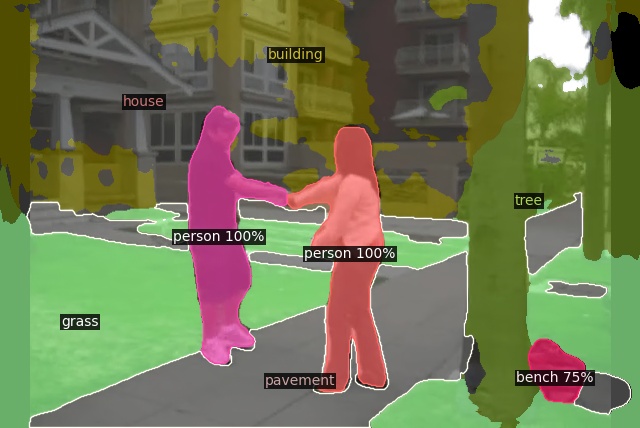 building
house
tree
person 100%
person 100%
grass
bench 75%
pavement